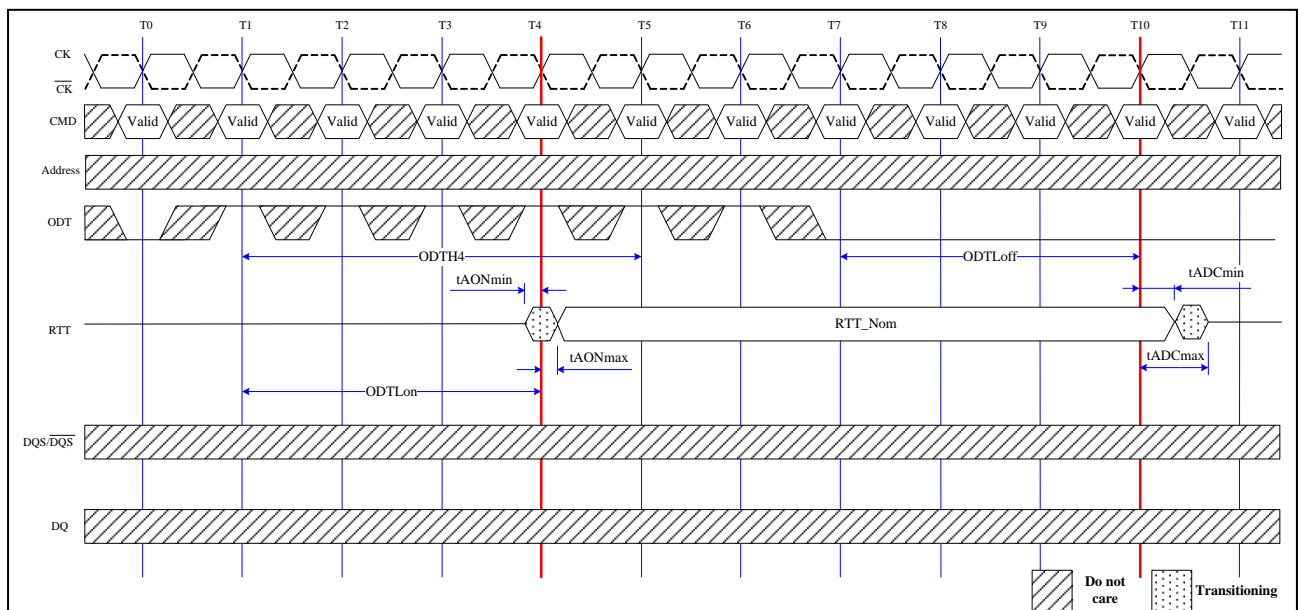 T0 T1 T2 T3 T4 T5 T6 T7 T8 T9 T10 T11
CK
CK
CMD Valid Valid Valid Valid Valid Valid Valid Valid Valid Valid Valid Valid
Address
ODT
ODTH4 ODTLoff
tAONmin tADCmin
RTT RTT_Nom
tAONmax tADCmax
ODTLon
DQS/DQS
DQ
Do not care Transitioning